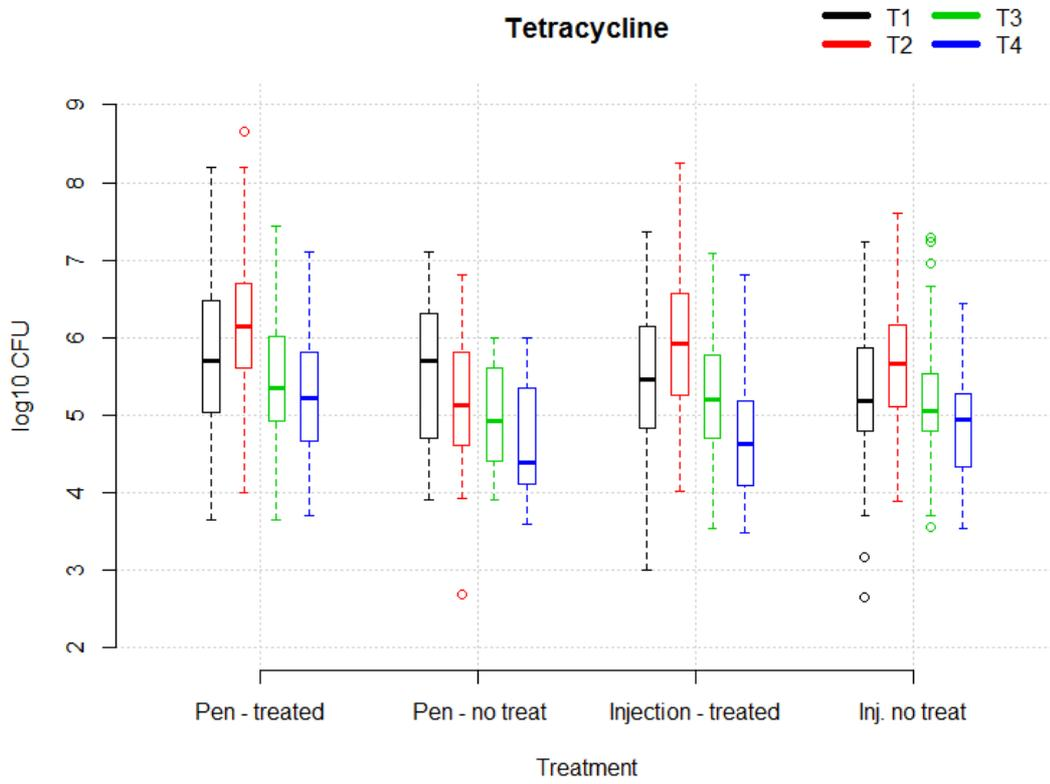 Tetracycline
T1 T3
T2 T4
9
8
7
6
5
4
3
2
log10 CFU
Pen - treated Pen - no treat Injection - treated Inj. no treat
Treatment